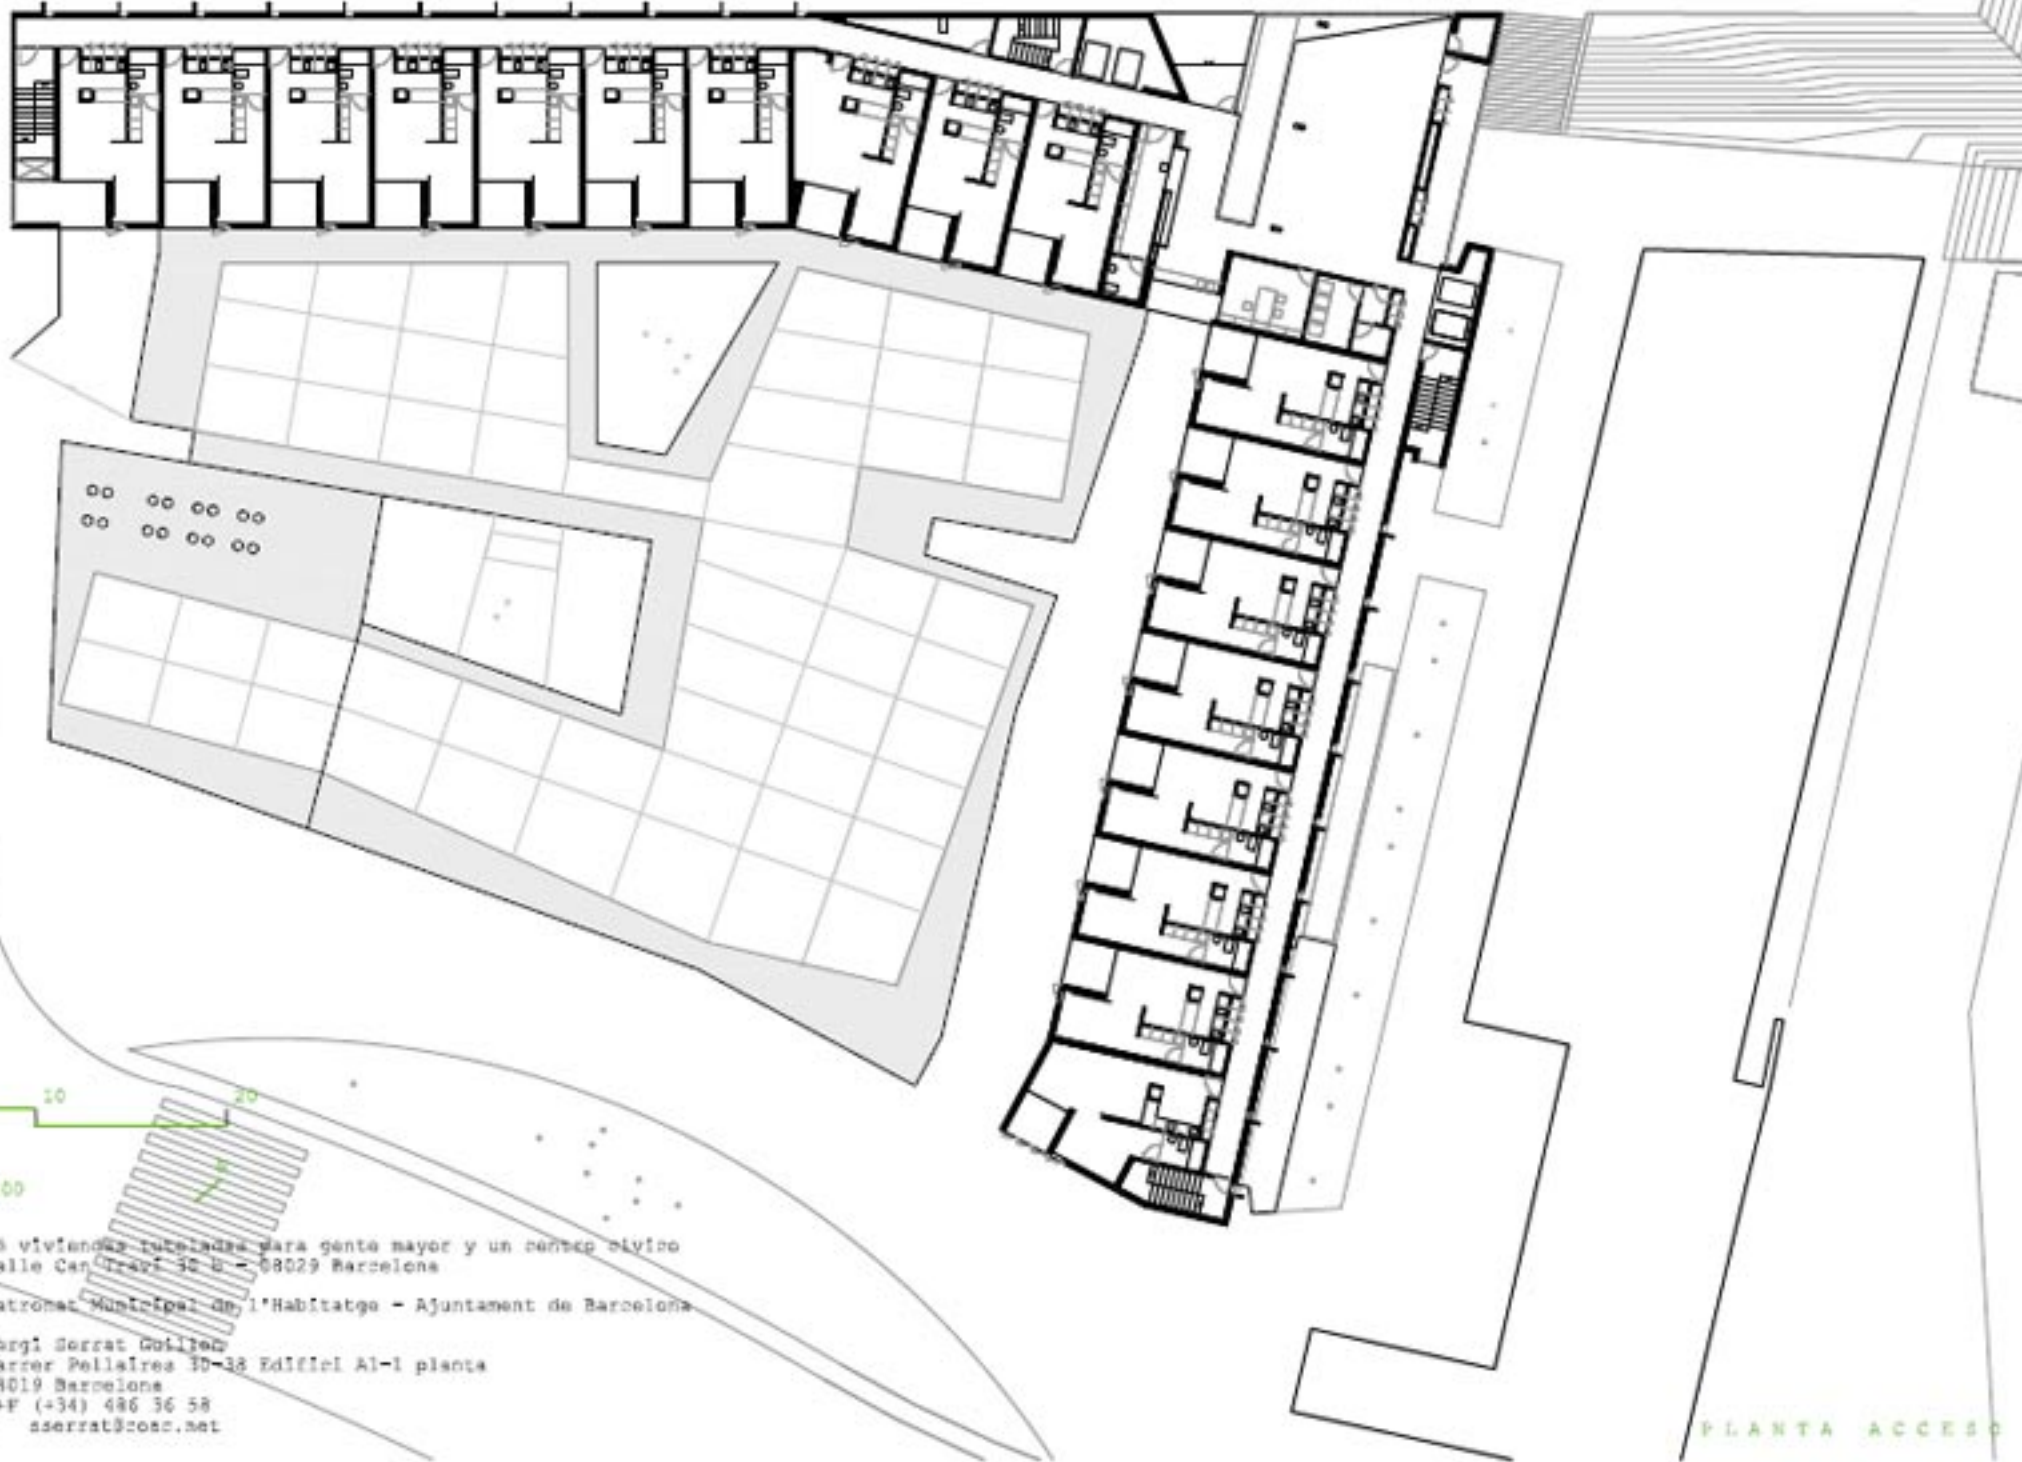 10 20
00
viviendas tuteladas para gente mayor y un centro cívico
alle Can Travi 30 b - 08029 Barcelona
atronat Municipal de l'Habitatge - Ajuntament de Barcelona
ergi Serrat Guillen
arrer Pellaires 30-38 Edifici A1-1 planta
8019 Barcelona
+F (+34) 486 36 58
sserrat@coac.net
PLANTA ACCESO